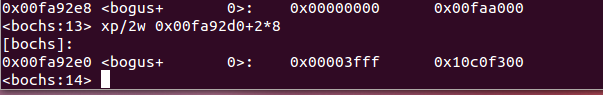 0x00fa92e8 <bogus+ 0>: 0x00000000 0x00faa000
<bochs:13> xp/2w 0x00fa92d0+2*8
[bochs]:
0x00fa92e0 <bogus+ 0>: 0x00003fff 0x10c0f300
<bochs:14>